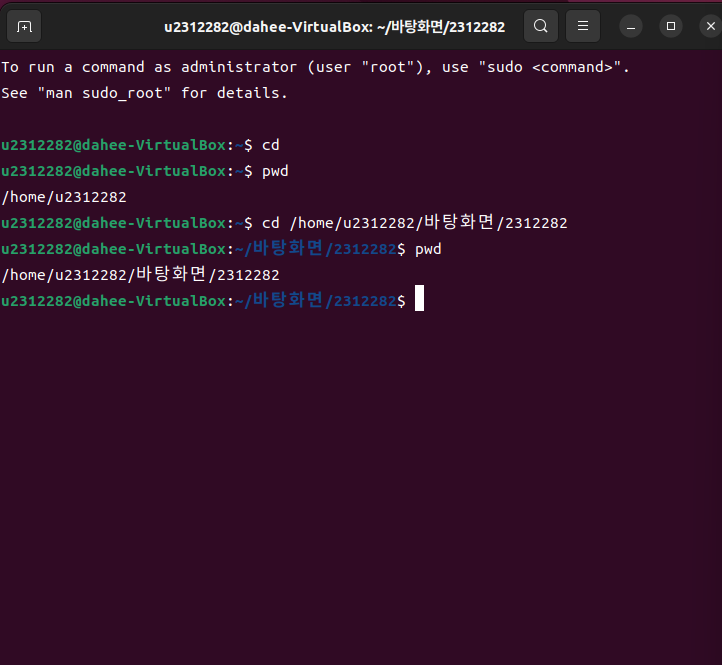 u2312282@dahee-VirtualBox: ~/바탕화면/2312282
To run a command as administrator (user "root"), use "sudo <command>".
See "man sudo_root" for details.
u2312282@dahee-VirtualBox:~$ cd
u2312282@dahee-VirtualBox:~$ pwd
/home/u2312282
u2312282@dahee-VirtualBox:~$ cd /home/u2312282/바탕화면/2312282
u2312282@dahee-VirtualBox:~/바탕화면/2312282$ pwd
/home/u2312282/바탕화면/2312282
u2312282@dahee-VirtualBox:~/바탕화면/2312282$